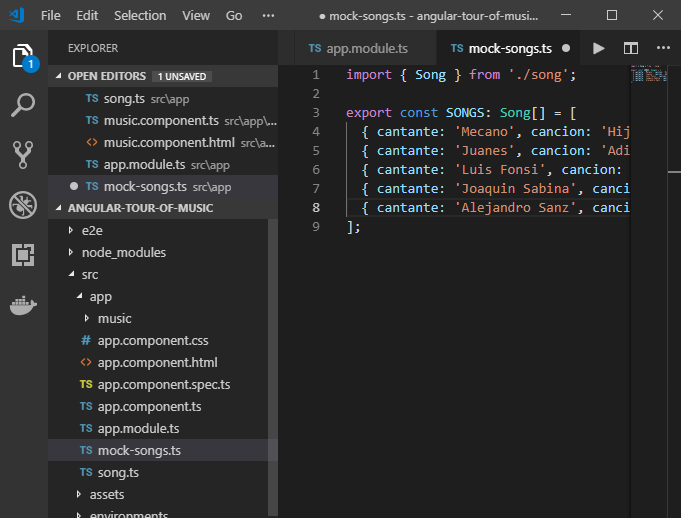 File Edit Selection View Go ••• ● mock-songs.ts - angular-tour-of-musi...
EXPLORER
OPEN EDITORS 1 UNSAVED
TS song.ts src\app
TS music.component.ts src\app\...
<> music.component.html src\a...
TS app.module.ts src\app
● TS mock-songs.ts src\app
ANGULAR-TOUR-OF-MUSIC
e2e
node_modules
src
app
music
# app.component.css
<> app.component.html
TS app.component.spec.ts
TS app.component.ts
TS app.module.ts
TS mock-songs.ts
TS song.ts
assets
environments
1
TS app.module.ts TS mock-songs.ts ●
1 import { Song } from './song';
2
3 export const SONGS: Song[] = [
4 { cantante: 'Mecano', cancion: 'Hij
5 { cantante: 'Juanes', cancion: 'Adi
6 { cantante: 'Luis Fonsi', cancion:
7 { cantante: 'Joaquin Sabina', canci
8 { cantante: 'Alejandro Sanz', canci
9 ];